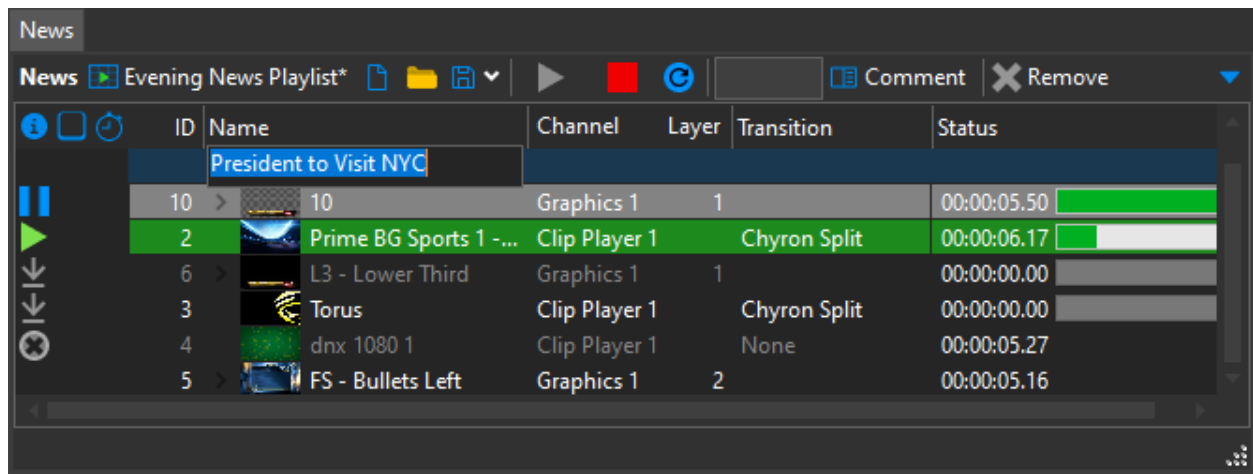 News
News Evening News Playlist* Comment Remove
ID Name Channel Layer Transition Status
President to Visit NYC
10 10 Graphics 1 1 00:00:05.50
2 Prime BG Sports 1 -... Clip Player 1 Chyron Split 00:00:06.17
6 L3 - Lower Third Graphics 1 1 00:00:00.00
3 Torus Clip Player 1 Chyron Split 00:00:00.00
4 dnx 1080 1 Clip Player 1 None 00:00:05.27
5 FS - Bullets Left Graphics 1 2 00:00:05.16